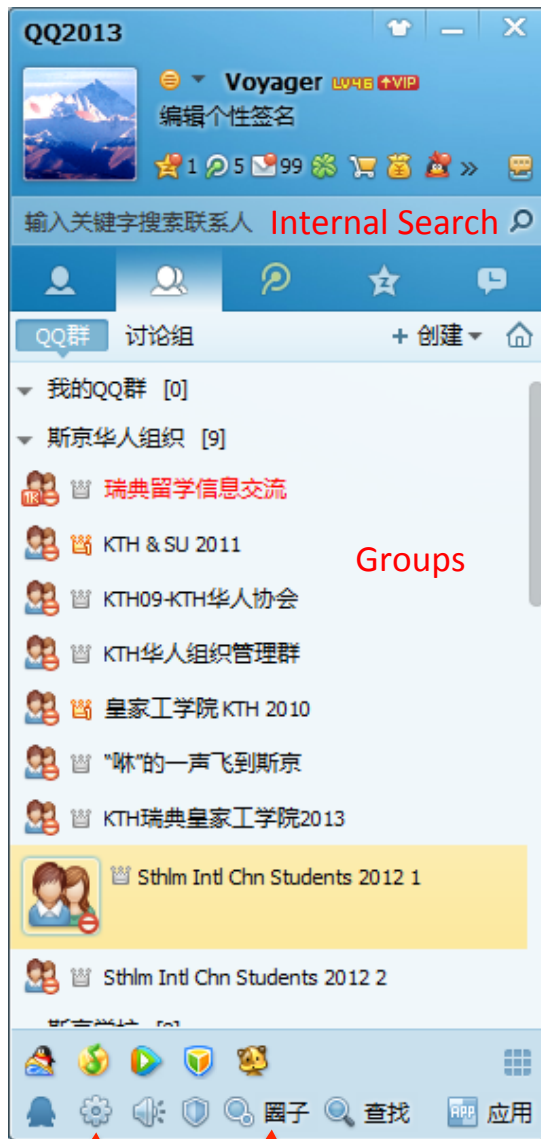 QQ2013
Voyager LV46 VIP
编辑个性签名
1 5 99 »
输入关键字搜索联系人 Internal Search
QQ群 讨论组 + 创建
我的QQ群 [0]
斯京华人组织 [9]
瑞典留学信息交流
KTH & SU 2011
Groups
KTH09-KTH华人协会
KTH华人组织管理群
皇家工学院 KTH 2010
“咻”的一声飞到斯京
KTH瑞典皇家工学院2013
Sthlm Intl Chn Students 2012 1
Sthlm Intl Chn Students 2012 2
圈子 查找 APP 应用